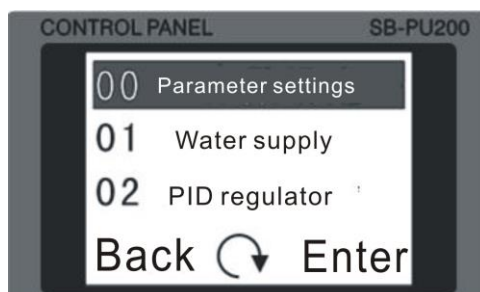 CONTROL PANEL SB-PU200
00 Parameter settings
01 Water supply
02 PID regulator
Back Enter